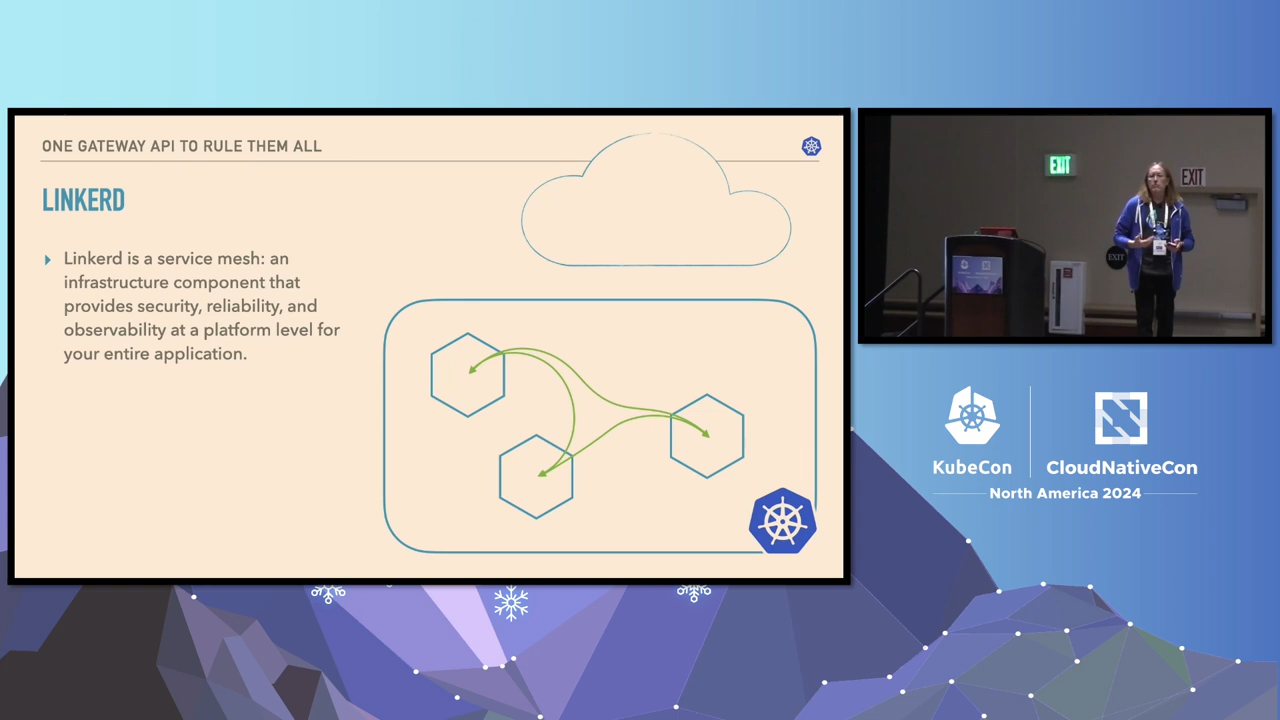 ONE GATEWAY API TO RULE THEM ALL
LINKERD
Linkerd is a service mesh: an
infrastructure component that
provides security, reliability, and
observability at a platform level for
your entire application.
EXIT
EXIT
EXIT
KubeCon
CloudNativeCon
North America 2024